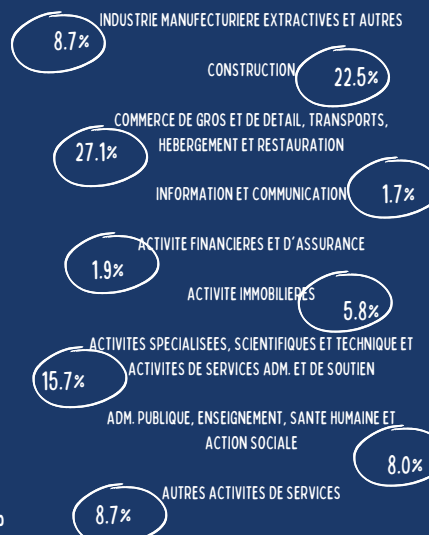 INDUSTRIE MANUFECTURIERE EXTRACTIVES ET AUTRES
8.7%
CONSTRUCTION
22.5%
COMMERCE DE GROS ET DE DETAIL, TRANSPORTS,
HEBERGEMENT ET RESTAURATION
27.1%
INFORMATION ET COMMUNICATION
1.7%
ACTIVITE FINANCIERES ET D'ASSURANCE
1.9%
ACTIVITE IMMOBILIERES
5.8%
ACTIVITES SPECIALISEES, SCIENTIFIQUES ET TECHNIQUE ET
ACTIVITES DE SERVICES ADM. ET DE SOUTIEN
15.7%
ADM. PUBLIQUE, ENSEIGNEMENT, SANTE HUMAINE ET
ACTION SOCIALE
8.0%
AUTRES ACTIVITES DE SERVICES
8.7%